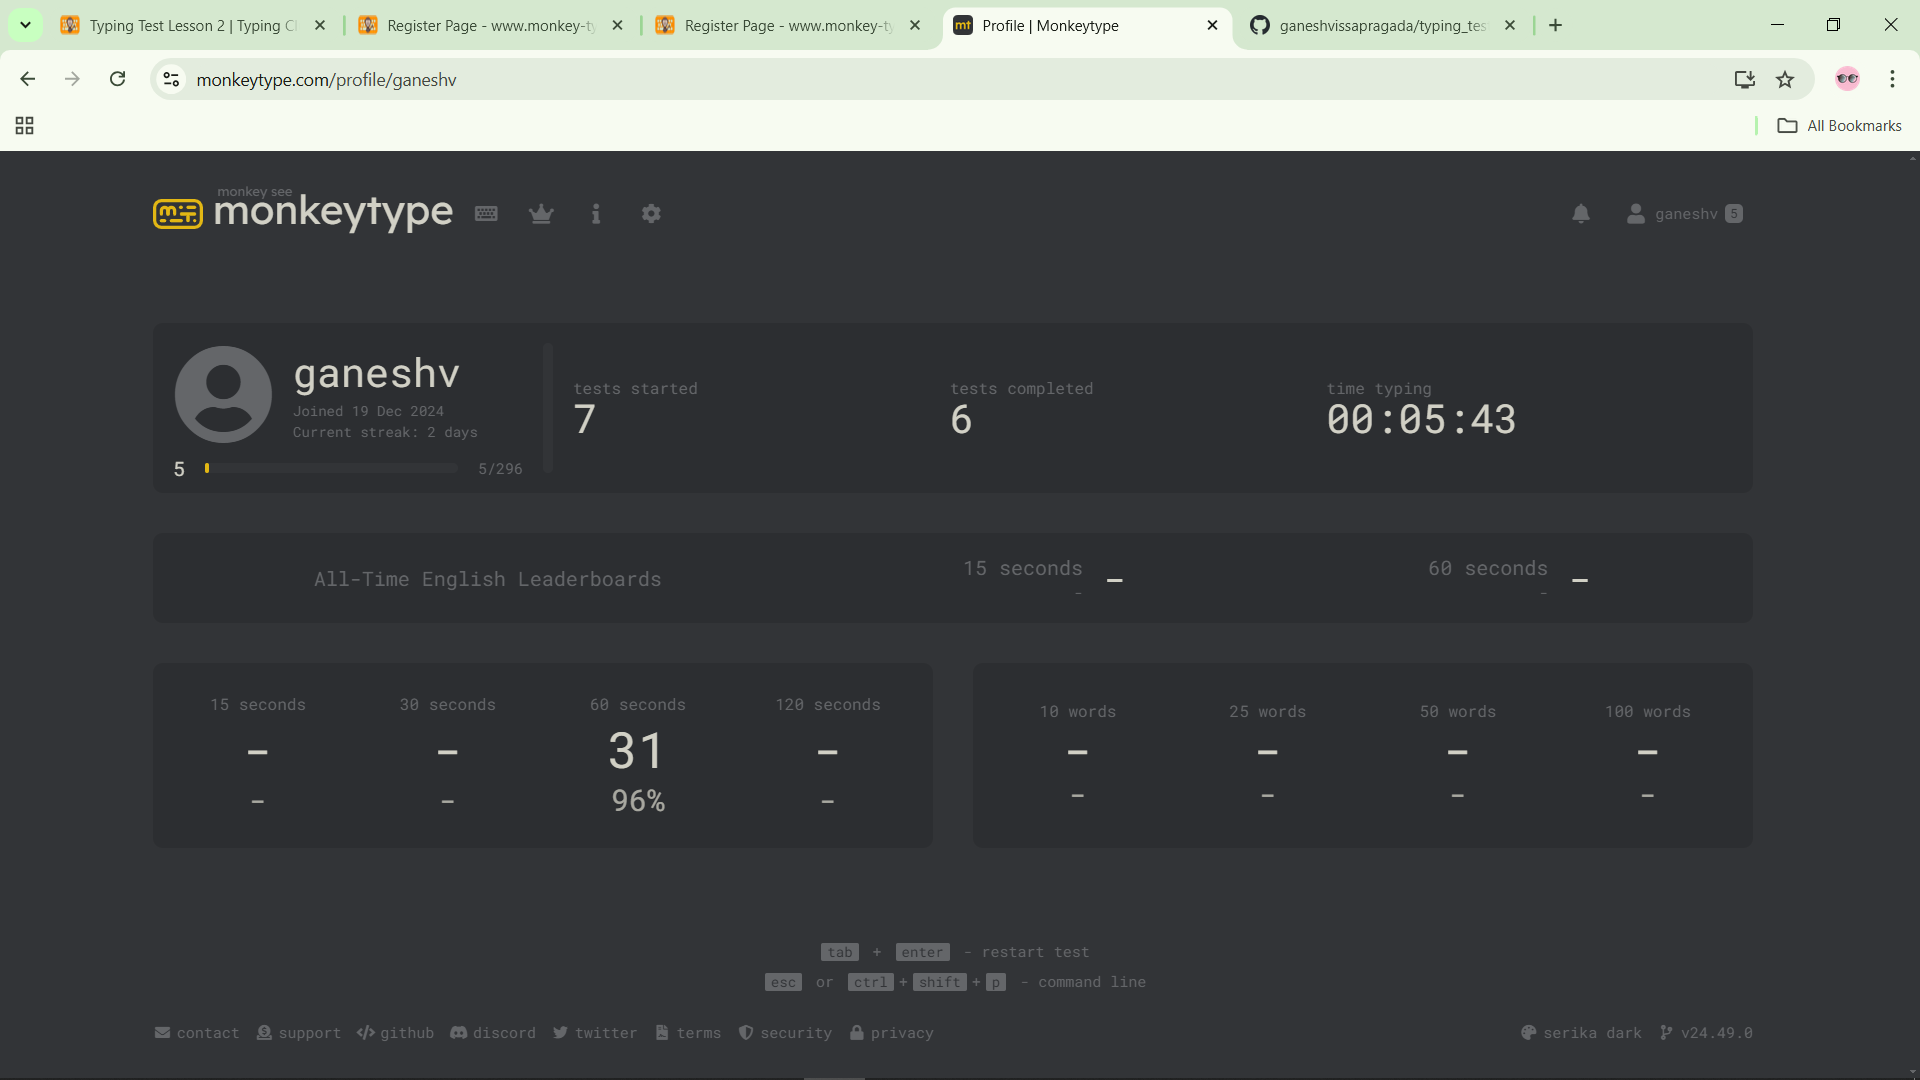 Typing Test Lesson 2 | Typing Cl
Register Page - www.monkey-ty
Register Page - www.monkey-ty
mt
Profile | Monkeytype
ganeshvissapragada/typing_test
monkeytype.com/profile/ganeshv
All Bookmarks
monkey see
monkeytype
ganeshv 5
ganeshv
Joined 19 Dec 2024
Current streak: 2 days
5
5/296
tests started
7
tests completed
6
time typing
00:05:43
All-Time English Leaderboards
15 seconds
-
-
60 seconds
-
-
15 seconds
-
-
30 seconds
-
-
60 seconds
31
96%
120 seconds
-
-
10 words
-
-
25 words
-
-
50 words
-
-
100 words
-
-
tab + enter - restart test
esc or ctrl + shift + p - command line
contact support github discord twitter terms security privacy
serika dark v24.49.0